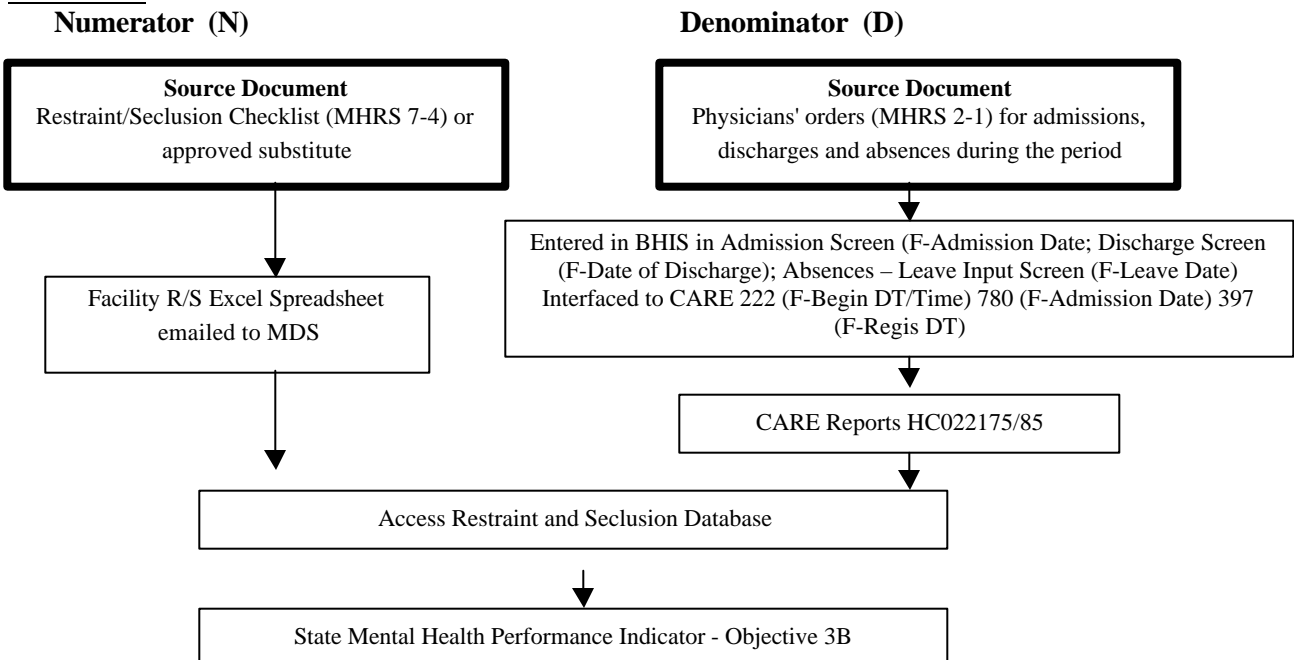 Numerator (N)
Denominator (D)
Source Document
Restraint/Seclusion Checklist (MHRS 7-4) or
approved substitute
Source Document
Physicians' orders (MHRS 2-1) for admissions,
discharges and absences during the period
Entered in BHIS in Admission Screen (F-Admission Date; Discharge Screen
(F-Date of Discharge); Absences – Leave Input Screen (F-Leave Date)
Interfaced to CARE 222 (F-Begin DT/Time) 780 (F-Admission Date) 397
(F-Regis DT)
Facility R/S Excel Spreadsheet
emailed to MDS
CARE Reports HC022175/85
Access Restraint and Seclusion Database
State Mental Health Performance Indicator - Objective 3B